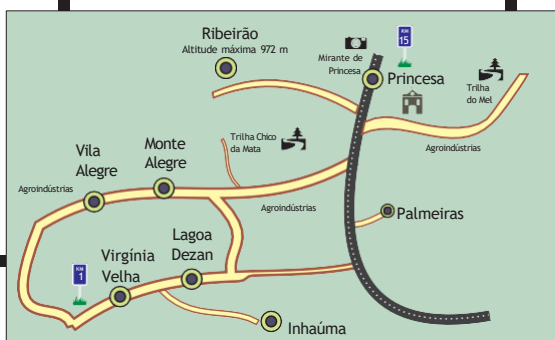 Ribeirão
Altitude máxima 972 m
Mirante de
Princesa
KM
15
Princesa
Trilha
do Mel
Agroindústrias
Trilha Chico
da Mata
Vila
Alegre
Monte
Alegre
Agroindústrias
Agroindústrias
Palmeiras
KM
1
Virgínia
Velha
Lagoa
Dezan
Inhaúma